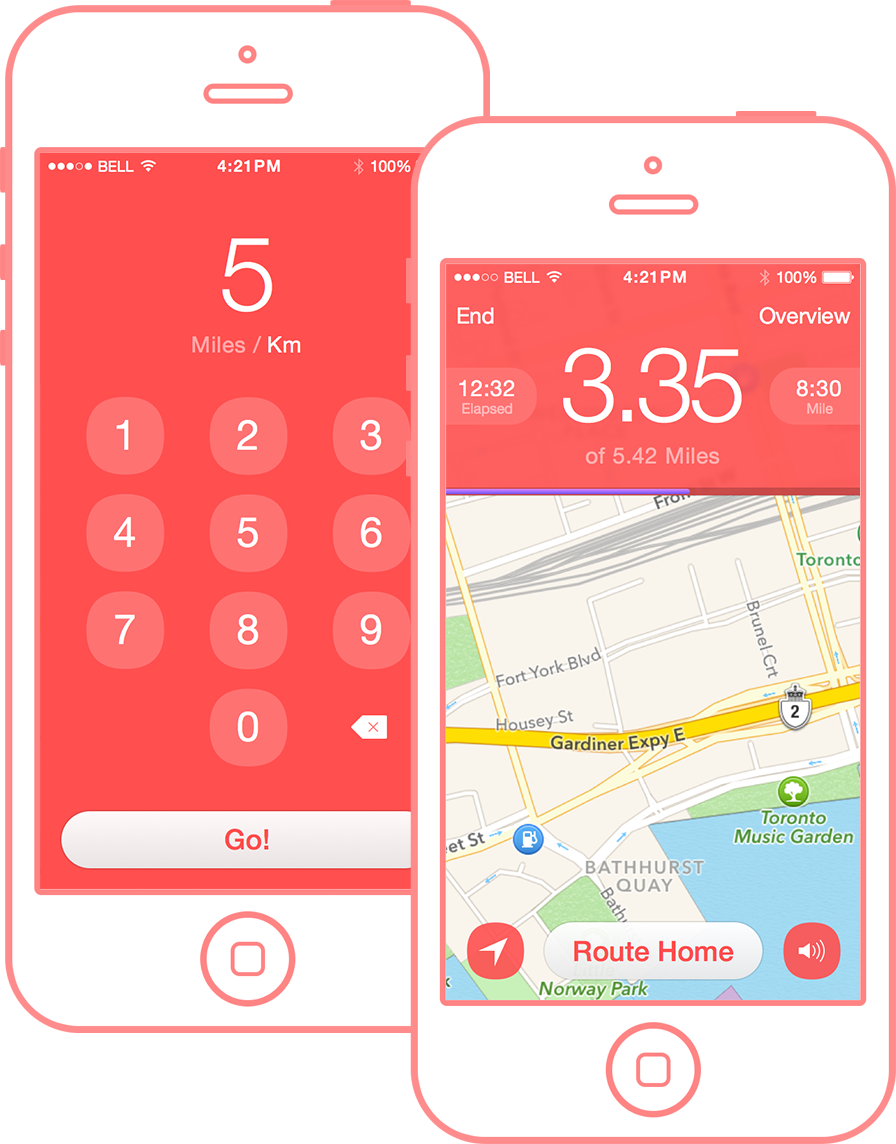 BELL 4:21PM 100%
5
Miles / Km
1 2 3
4 5 6
7 8 9
0
Go!
BELL 4:21PM 100%
End Overview
12:32
Elapsed
3.35
8:30
Mile
of 5.42 Miles
Toronto
Brunel Crt
Fort York Blvd
2
Housey St
Gardiner Expy E
Toronto
Music Garden
et St
BATHHURST
QUAY
Route Home
Norway Park